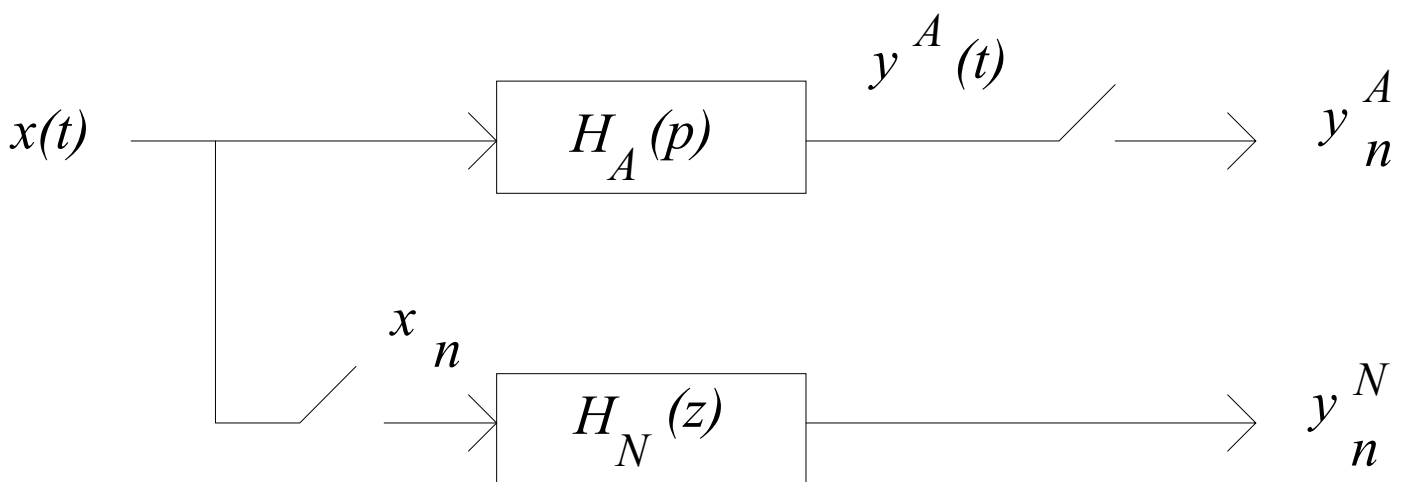 x(t)
H_A(p)
y^A(t)
y^A_n
x_n
H_N(z)
y^N_n